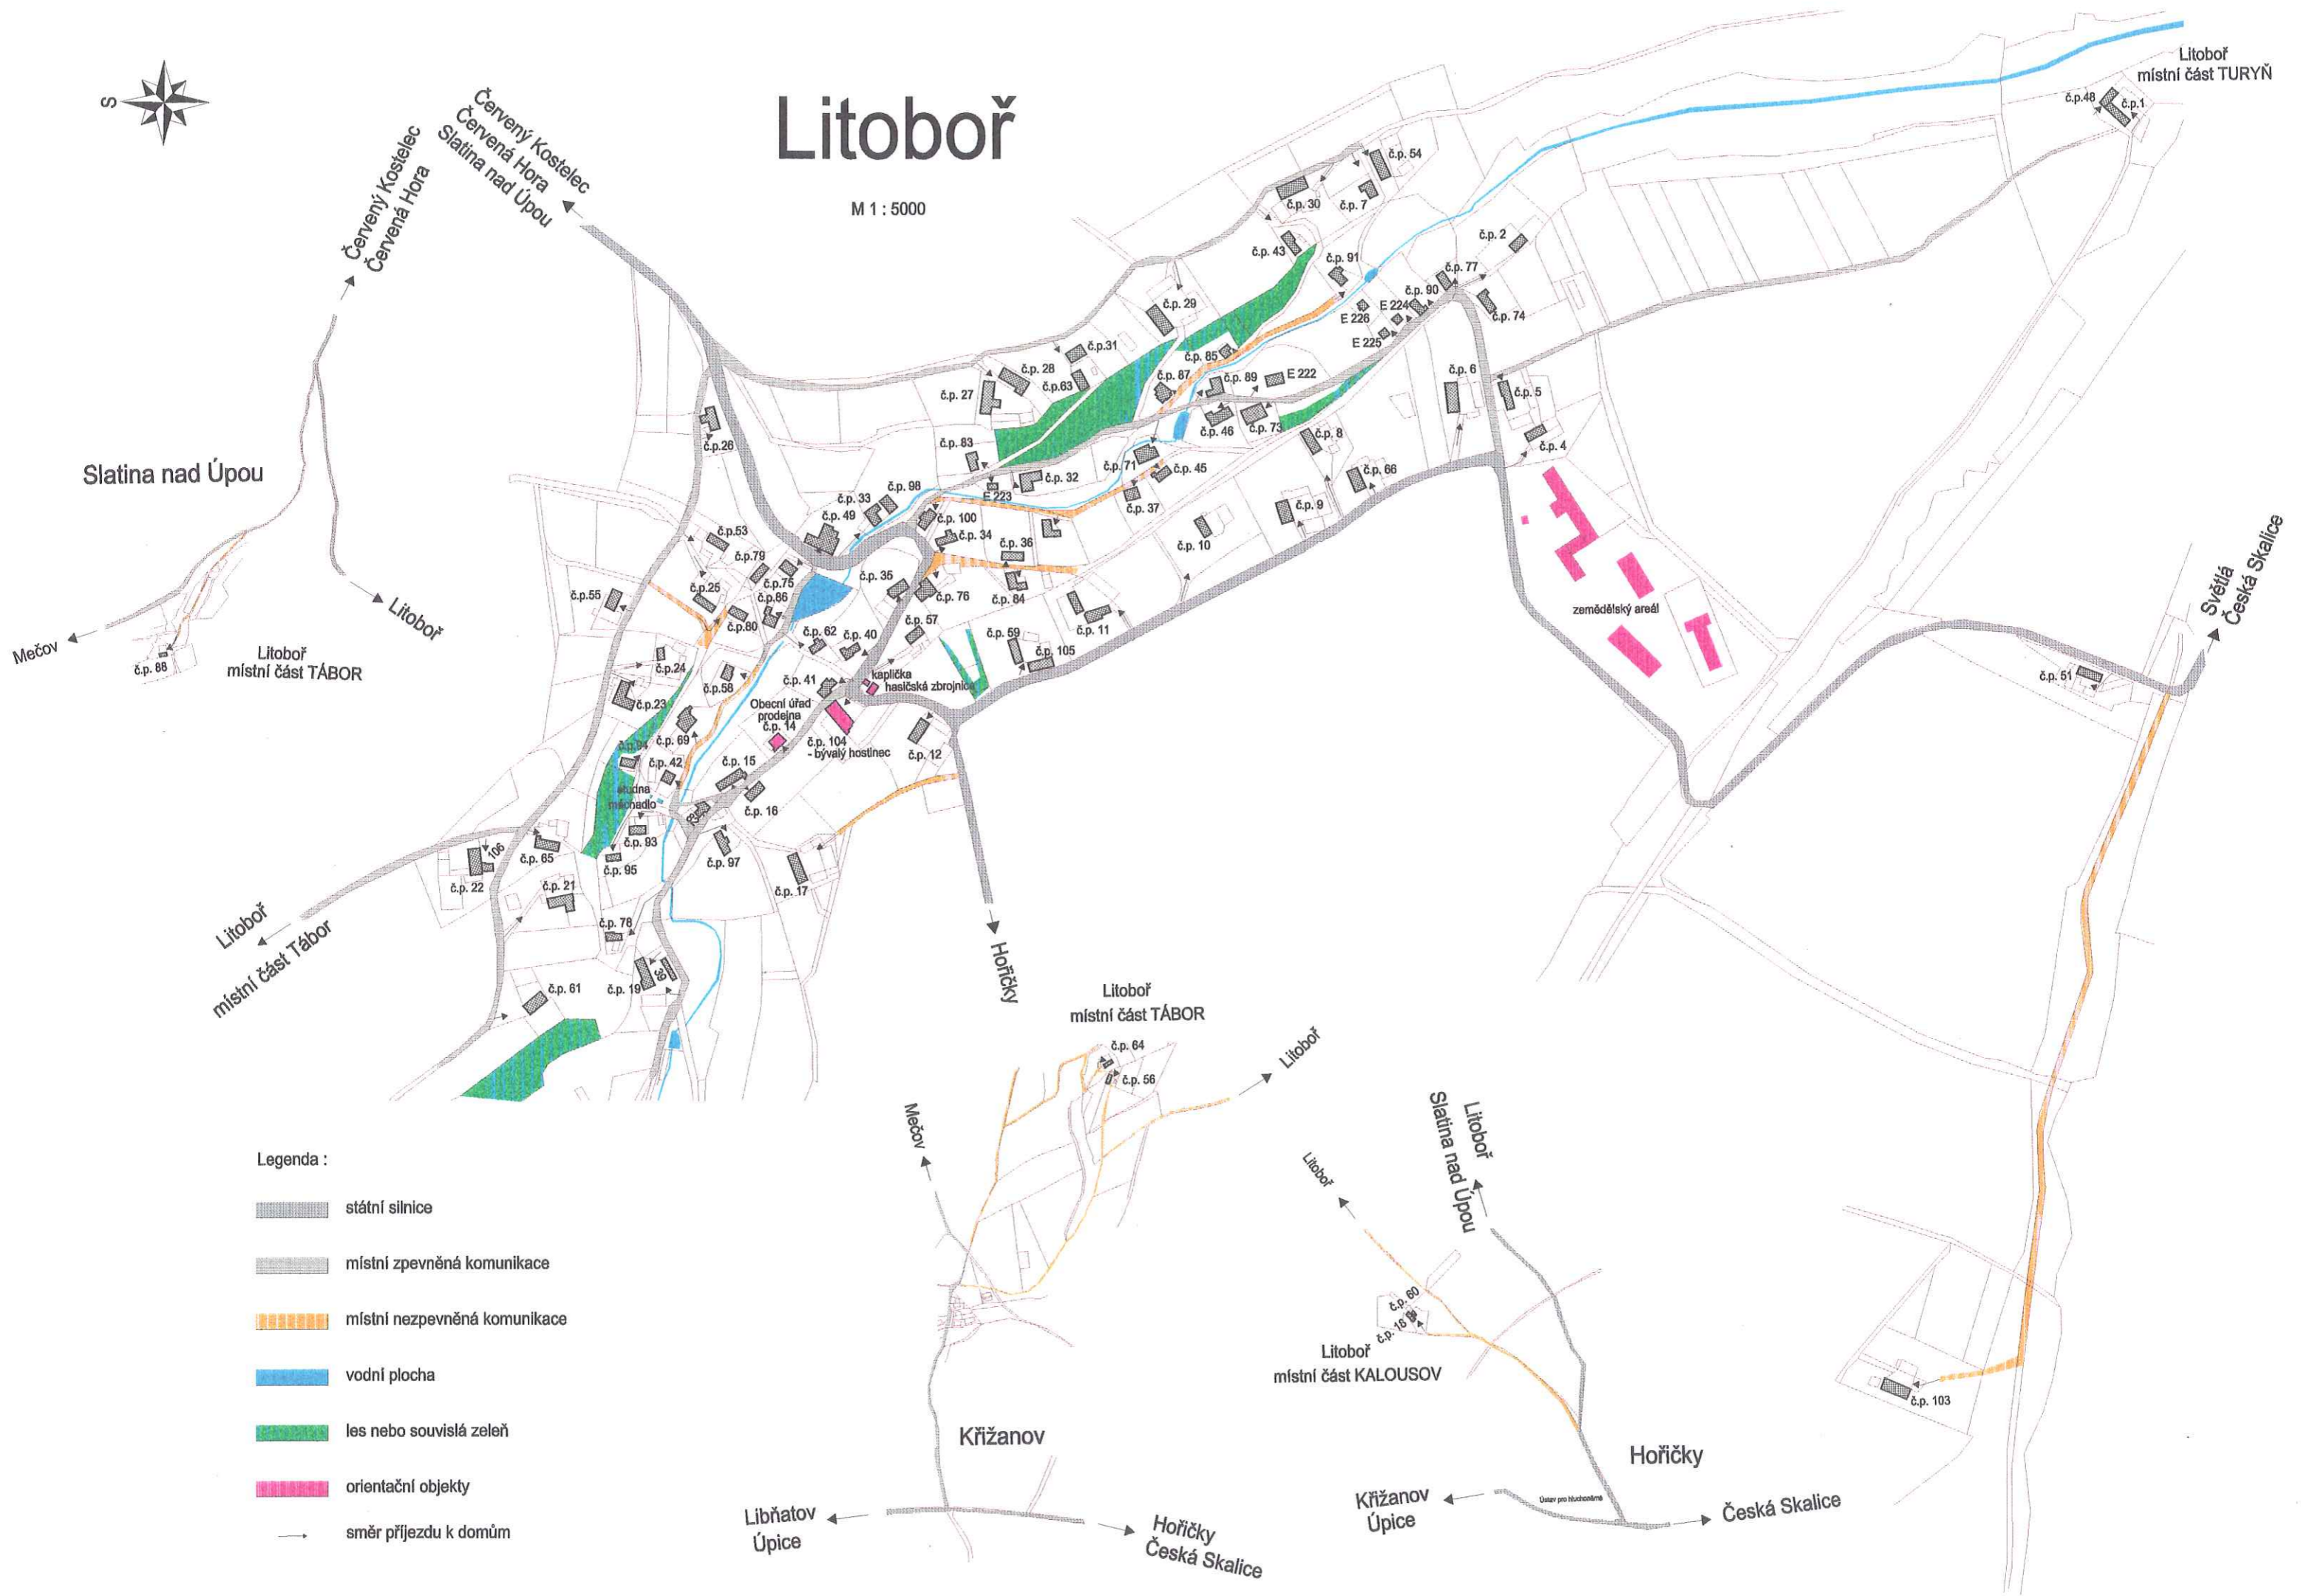 Litoboř
M 1 : 5000
S
Červený Kostelec
Červená Hora
Slatina nad Úpou
Červený Kostelec
Červená Hora
Slatina nad Úpou
Litoboř
Mečov
č.p. 88
Litoboř
místní část TÁBOR
Litoboř
místní část TURYŇ
č.p.48
č.p.1
č.p. 54
č.p. 30
č.p. 7
č.p. 43
č.p. 91
č.p. 2
č.p. 77
č.p. 90
č.p. 74
E 224
E 226
E 225
č.p. 29
č.p.31
č.p. 28
č.p.63
č.p. 27
č.p. 85
č.p. 87
č.p. 89
E 222
č.p. 6
č.p. 5
č.p. 4
č.p. 46
č.p. 73
č.p. 8
č.p. 66
č.p. 83
č.p. 32
č.p. 71
č.p. 45
E 223
č.p. 37
č.p. 9
č.p. 10
č.p.26
č.p. 98
č.p. 33
č.p. 49
č.p. 100
č.p. 34
č.p. 36
č.p.53
č.p.79
č.p.75
č.p. 35
č.p. 76
č.p. 84
č.p.55
č.p.25
č.p.86
č.p.80
č.p. 62
č.p. 40
č.p. 57
č.p. 59
č.p. 105
č.p. 11
zemědělský areál
č.p.24
č.p.58
č.p. 41
kaplička
hasičská zbrojnice
č.p.23
Obecní úřad
prodejna
č.p. 14
č.p. 104
- bývalý hostinec
č.p. 12
č.p.94
č.p. 69
č.p. 42
č.p. 15
č.p. 16
studna
máchadlo
č.p. 93
č.p. 95
č.p. 97
č.p. 17
106
č.p. 65
č.p. 22
č.p. 21
č.p. 78
č.p. 19
39
č.p. 61
Litoboř
místní část Tábor
Hořičky
č.p. 51
Světlá
Česká Skalice
č.p. 103
Litoboř
místní část TÁBOR
č.p. 64
č.p. 56
Litoboř
Mečov
Křižanov
Libňatov
Úpice
Hořičky
Česká Skalice
Litoboř
Litoboř
Slatina nad Úpou
č.p. 60
č.p. 18
Litoboř
místní část KALOUSOV
Hořičky
Křižanov
Úpice
Ústav pro hluchoněmé
Česká Skalice
Legenda :
státní silnice
místní zpevněná komunikace
místní nezpevněná komunikace
vodní plocha
les nebo souvislá zeleň
orientační objekty
směr příjezdu k domům